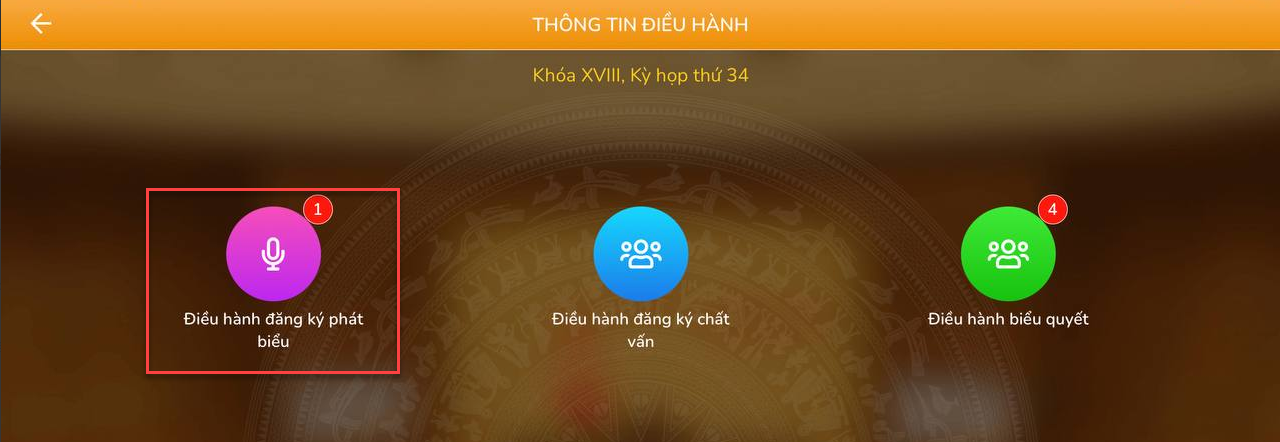 THÔNG TIN ĐIỀU HÀNH
Khóa XVIII, Kỳ họp thứ 34
1
4
Điều hành đăng ký phát
biểu
Điều hành đăng ký chất
vấn
Điều hành biểu quyết